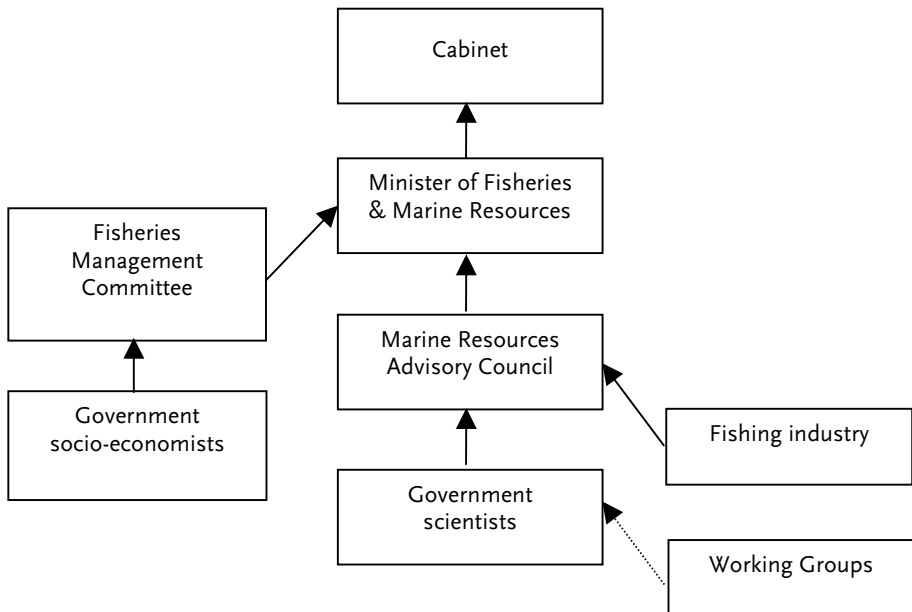 Cabinet
Minister of Fisheries
& Marine Resources
Fisheries
Management
Committee
Marine Resources
Advisory Council
Government
socio-economists
Fishing industry
Government
scientists
Working Groups